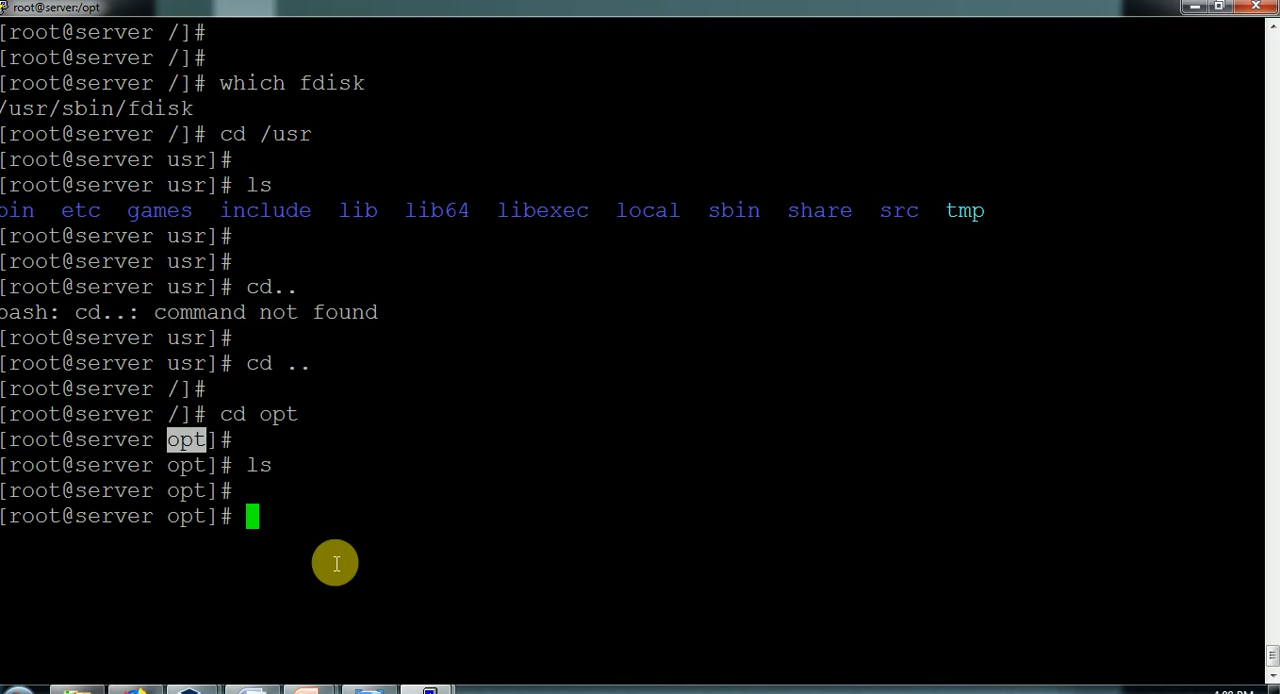 root@server:/opt
[root@server /]#
[root@server /]#
[root@server /]# which fdisk
/usr/sbin/fdisk
[root@server /]# cd /usr
[root@server usr]#
[root@server usr]# ls
bin etc games include lib lib64 libexec local sbin share src tmp
[root@server usr]#
[root@server usr]#
[root@server usr]# cd..
bash: cd..: command not found
[root@server usr]#
[root@server usr]# cd ..
[root@server /]#
[root@server /]# cd opt
[root@server opt]#
[root@server opt]# ls
[root@server opt]#
[root@server opt]#